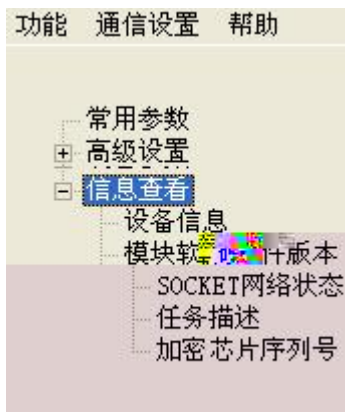 功能 通信设置 帮助
常用参数
高级设置
信息查看
设备信息
模块软 件版本
SOCKET网络状态
任务描述
加密芯片序列号